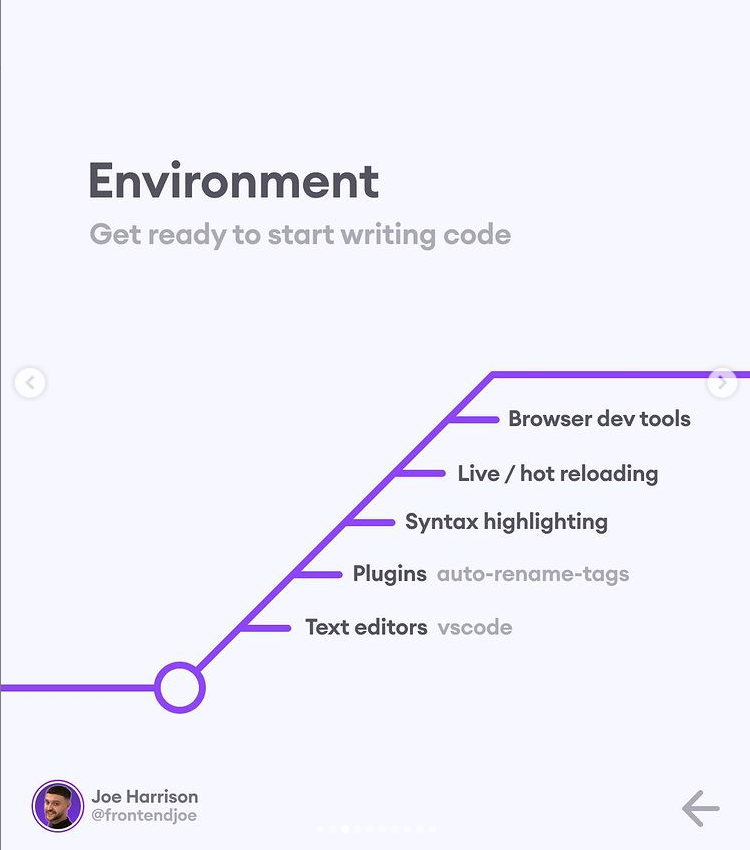 Environment
Get ready to start writing code
Browser dev tools
Live / hot reloading
Syntax highlighting
Plugins auto-rename-tags
Text editors vscode
Joe Harrison
@frontendjoe